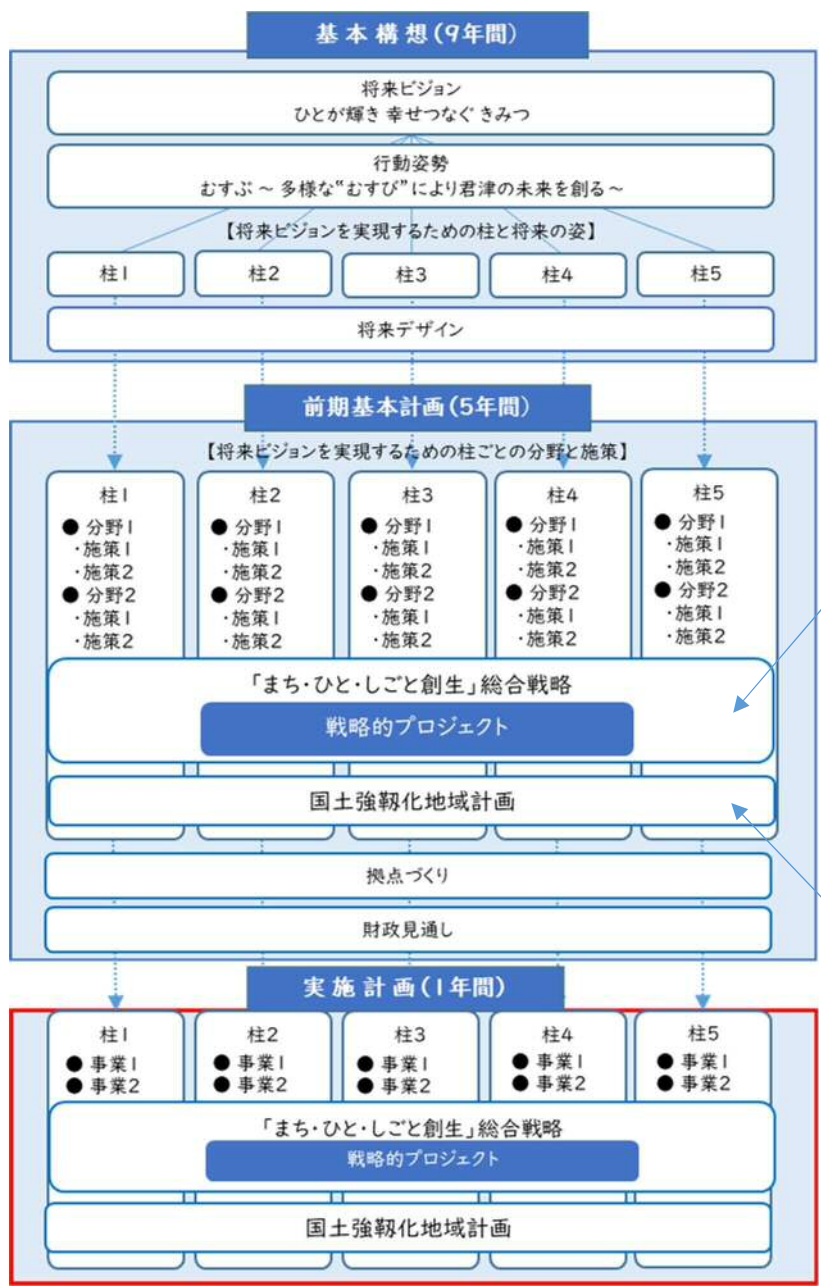 基本構想(9年間)
将来ビジョン
ひとが輝き 幸せつなぐ きみつ
行動姿勢
むすぶ ～ 多様な“むすび”により君津の未来を創る～
【将来ビジョンを実現するための柱と将来の姿】
柱1
柱2
柱3
柱4
柱5
将来デザイン
前期基本計画(5年間)
【将来ビジョンを実現するための柱ごとの分野と施策】
柱1
● 分野1
・施策1
・施策2
● 分野2
・施策1
・施策2
柱2
● 分野1
・施策1
・施策2
● 分野2
・施策1
・施策2
柱3
● 分野1
・施策1
・施策2
● 分野2
・施策1
・施策2
柱4
● 分野1
・施策1
・施策2
● 分野2
・施策1
・施策2
柱5
● 分野1
・施策1
・施策2
● 分野2
・施策1
・施策2
「まち・ひと・しごと創生」総合戦略
戦略的プロジェクト
国土強靱化地域計画
拠点づくり
財政見通し
実施計画(1年間)
柱1
● 事業1
● 事業2
柱2
● 事業1
● 事業2
柱3
● 事業1
● 事業2
柱4
● 事業1
● 事業2
柱5
● 事業1
● 事業2
「まち・ひと・しごと創生」総合戦略
戦略的プロジェクト
国土強靱化地域計画